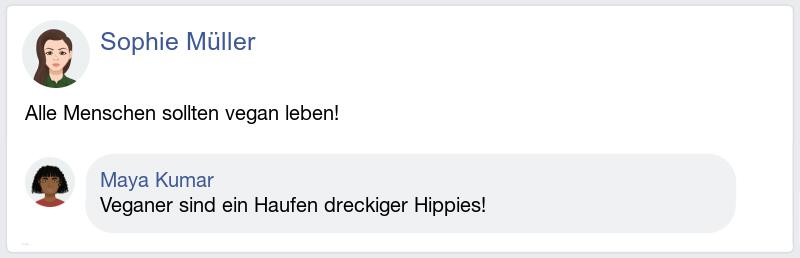 Sophie Müller
Alle Menschen sollten vegan leben!
Maya Kumar
Veganer sind ein Haufen dreckiger Hippies!